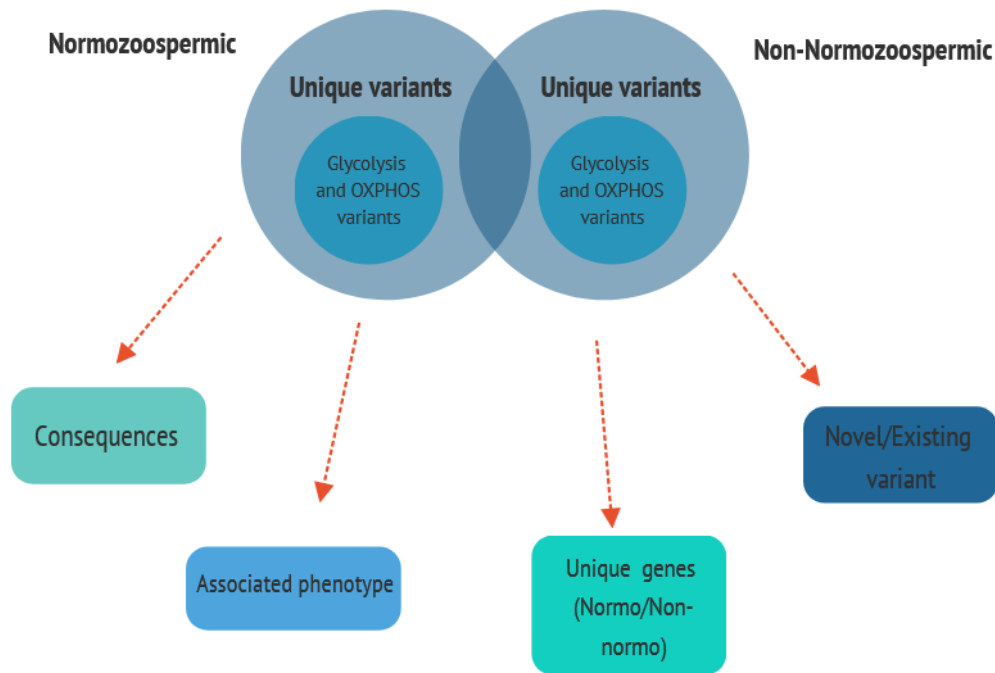 Normozoospermic
Non-Normozoospermic
Unique variants
Unique variants
Glycolysis
and OXPHOS
variants
Glycolysis
and OXPHOS
variants
Consequences
Novel/Existing
variant
Associated phenotype
Unique genes
(Normo/Non-
normo)